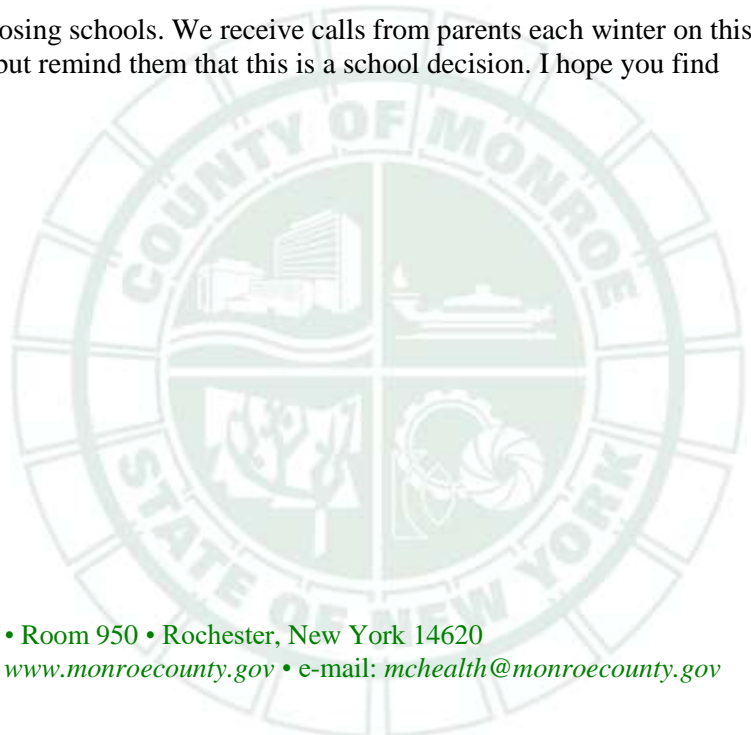 osing schools. We receive calls from parents each winter on this
but remind them that this is a school decision. I hope you find
COUNTY OF MONROE
STATE OF NEW YORK
• Room 950 • Rochester, New York 14620
www.monroecounty.gov • e-mail: mchealth@monroecounty.gov